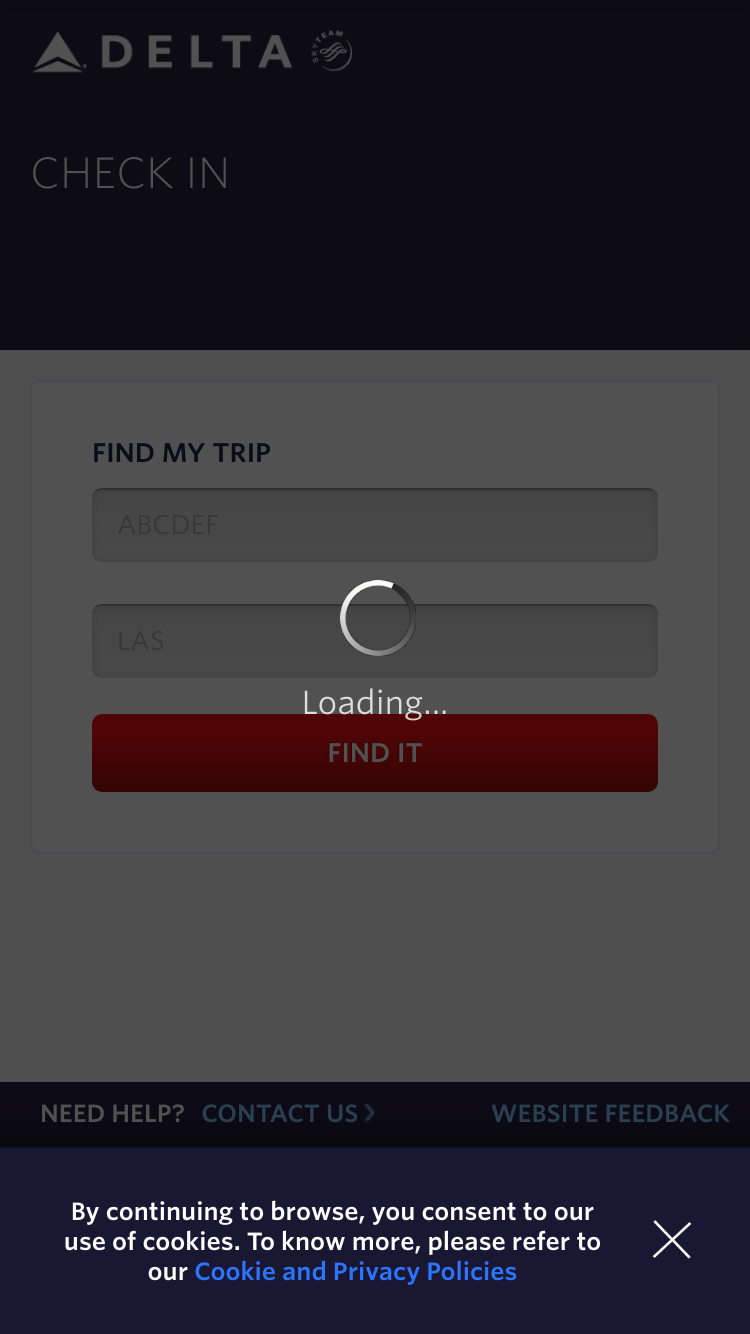 DELTA SKYTEAM
CHECK IN
FIND MY TRIP
ABCDEF
LAS
Loading...
FIND IT
NEED HELP? CONTACT US WEBSITE FEEDBACK
By continuing to browse, you consent to our
use of cookies. To know more, please refer to
our Cookie and Privacy Policies